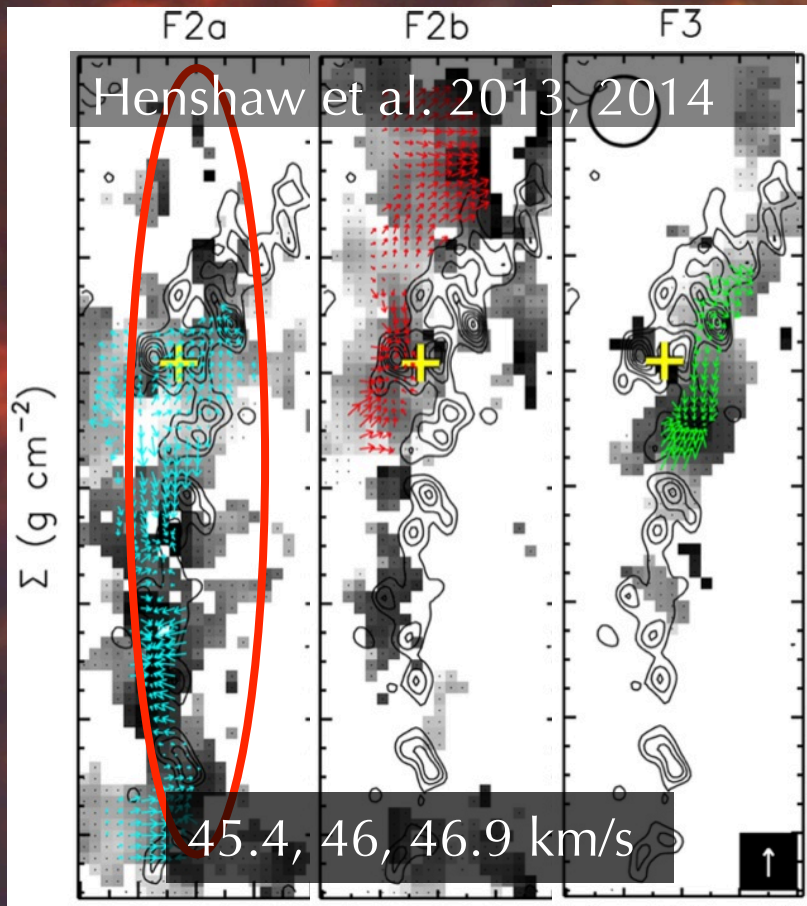 F2a F2b F3
Henshaw et al. 2013, 2014
Σ (g cm⁻²)
45.4, 46, 46.9 km/s